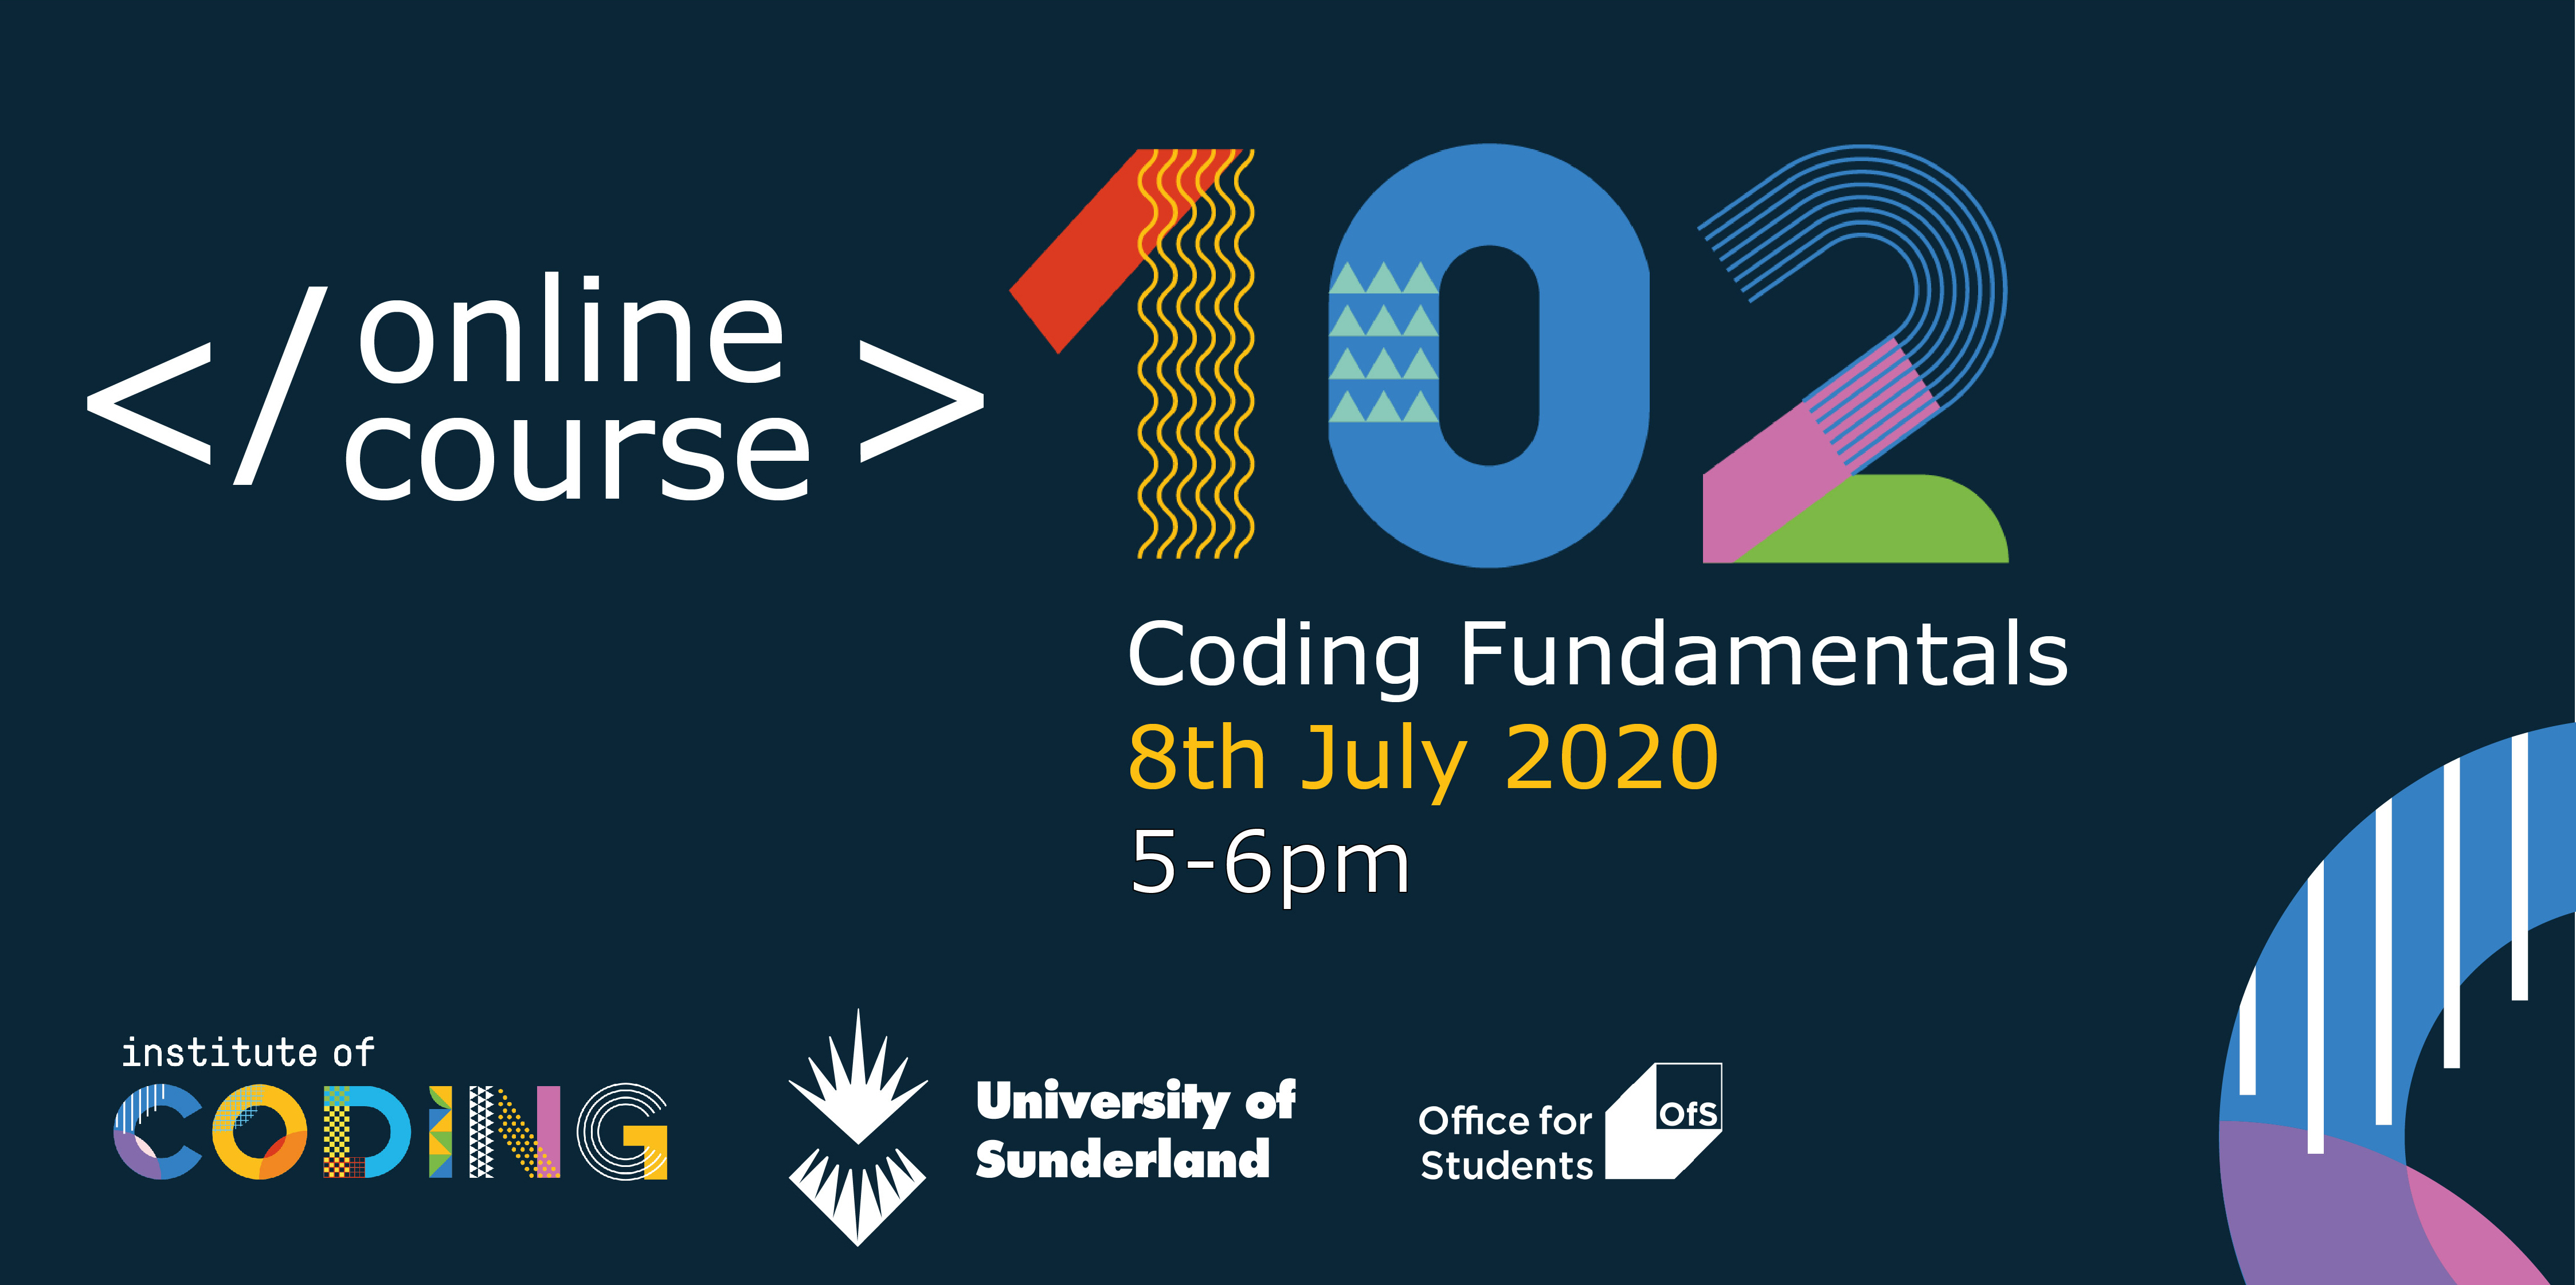 </ online
course >
102
Coding Fundamentals
8th July 2020
5-6pm
institute of
CODING
University of
Sunderland
Office for
Students
OfS